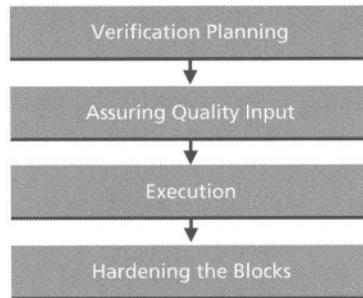 Verification Planning
Assuring Quality Input
Execution
Hardening the Blocks